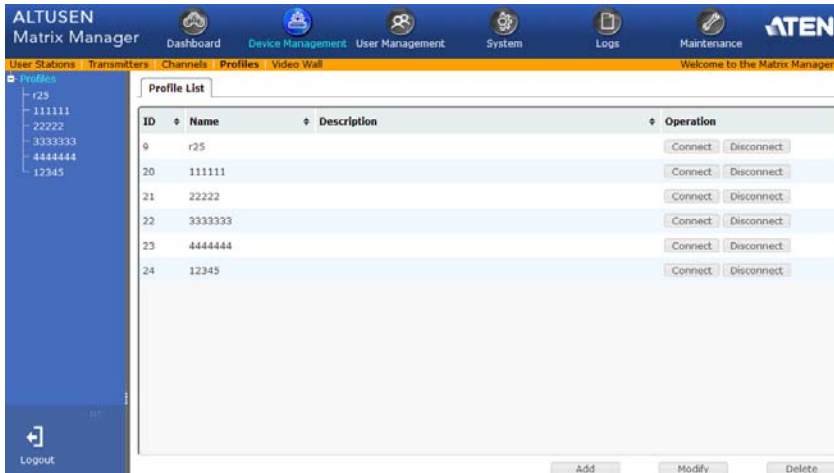 ALTUSEN
Matrix Manager
Dashboard
Device Management
User Management
System
Logs
Maintenance
ATEN
User Stations Transmitters Channels Profiles Video Wall
Welcome to the Matrix Manager
Profiles
r25
111111
22222
3333333
4444444
12345
Logout
Profile List
ID Name Description Operation
9 r25 Connect Disconnect
20 111111 Connect Disconnect
21 22222 Connect Disconnect
22 3333333 Connect Disconnect
23 4444444 Connect Disconnect
24 12345 Connect Disconnect
Add Modify Delete